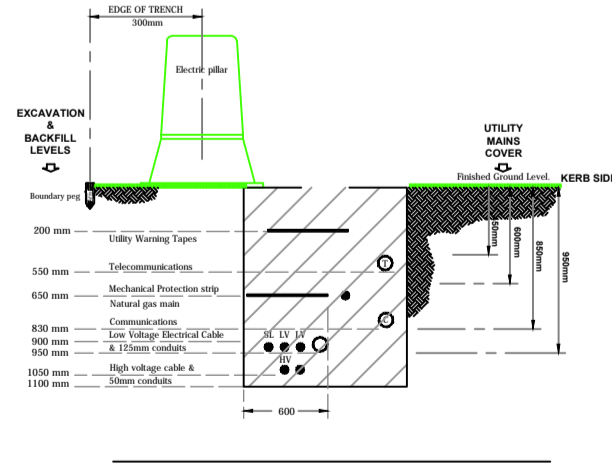 EDGE OF TRENCH
300mm
Electric pillar
EXCAVATION
&
BACKFILL
LEVELS
UTILITY
MAINS
COVER
Finished Ground Level.
KERB SIDE
Boundary peg
200 mm
Utility Warning Tapes
550 mm
Telecommunications
T
Mechanical Protection strip
650 mm
Natural gas main
Communications
C
830 mm
Low Voltage Electrical Cable
900 mm
& 125mm conduits
950 mm
SL LV LV
HV
High voltage cable &
1050 mm
50mm conduits
1100 mm
600
600mm
850mm
950mm